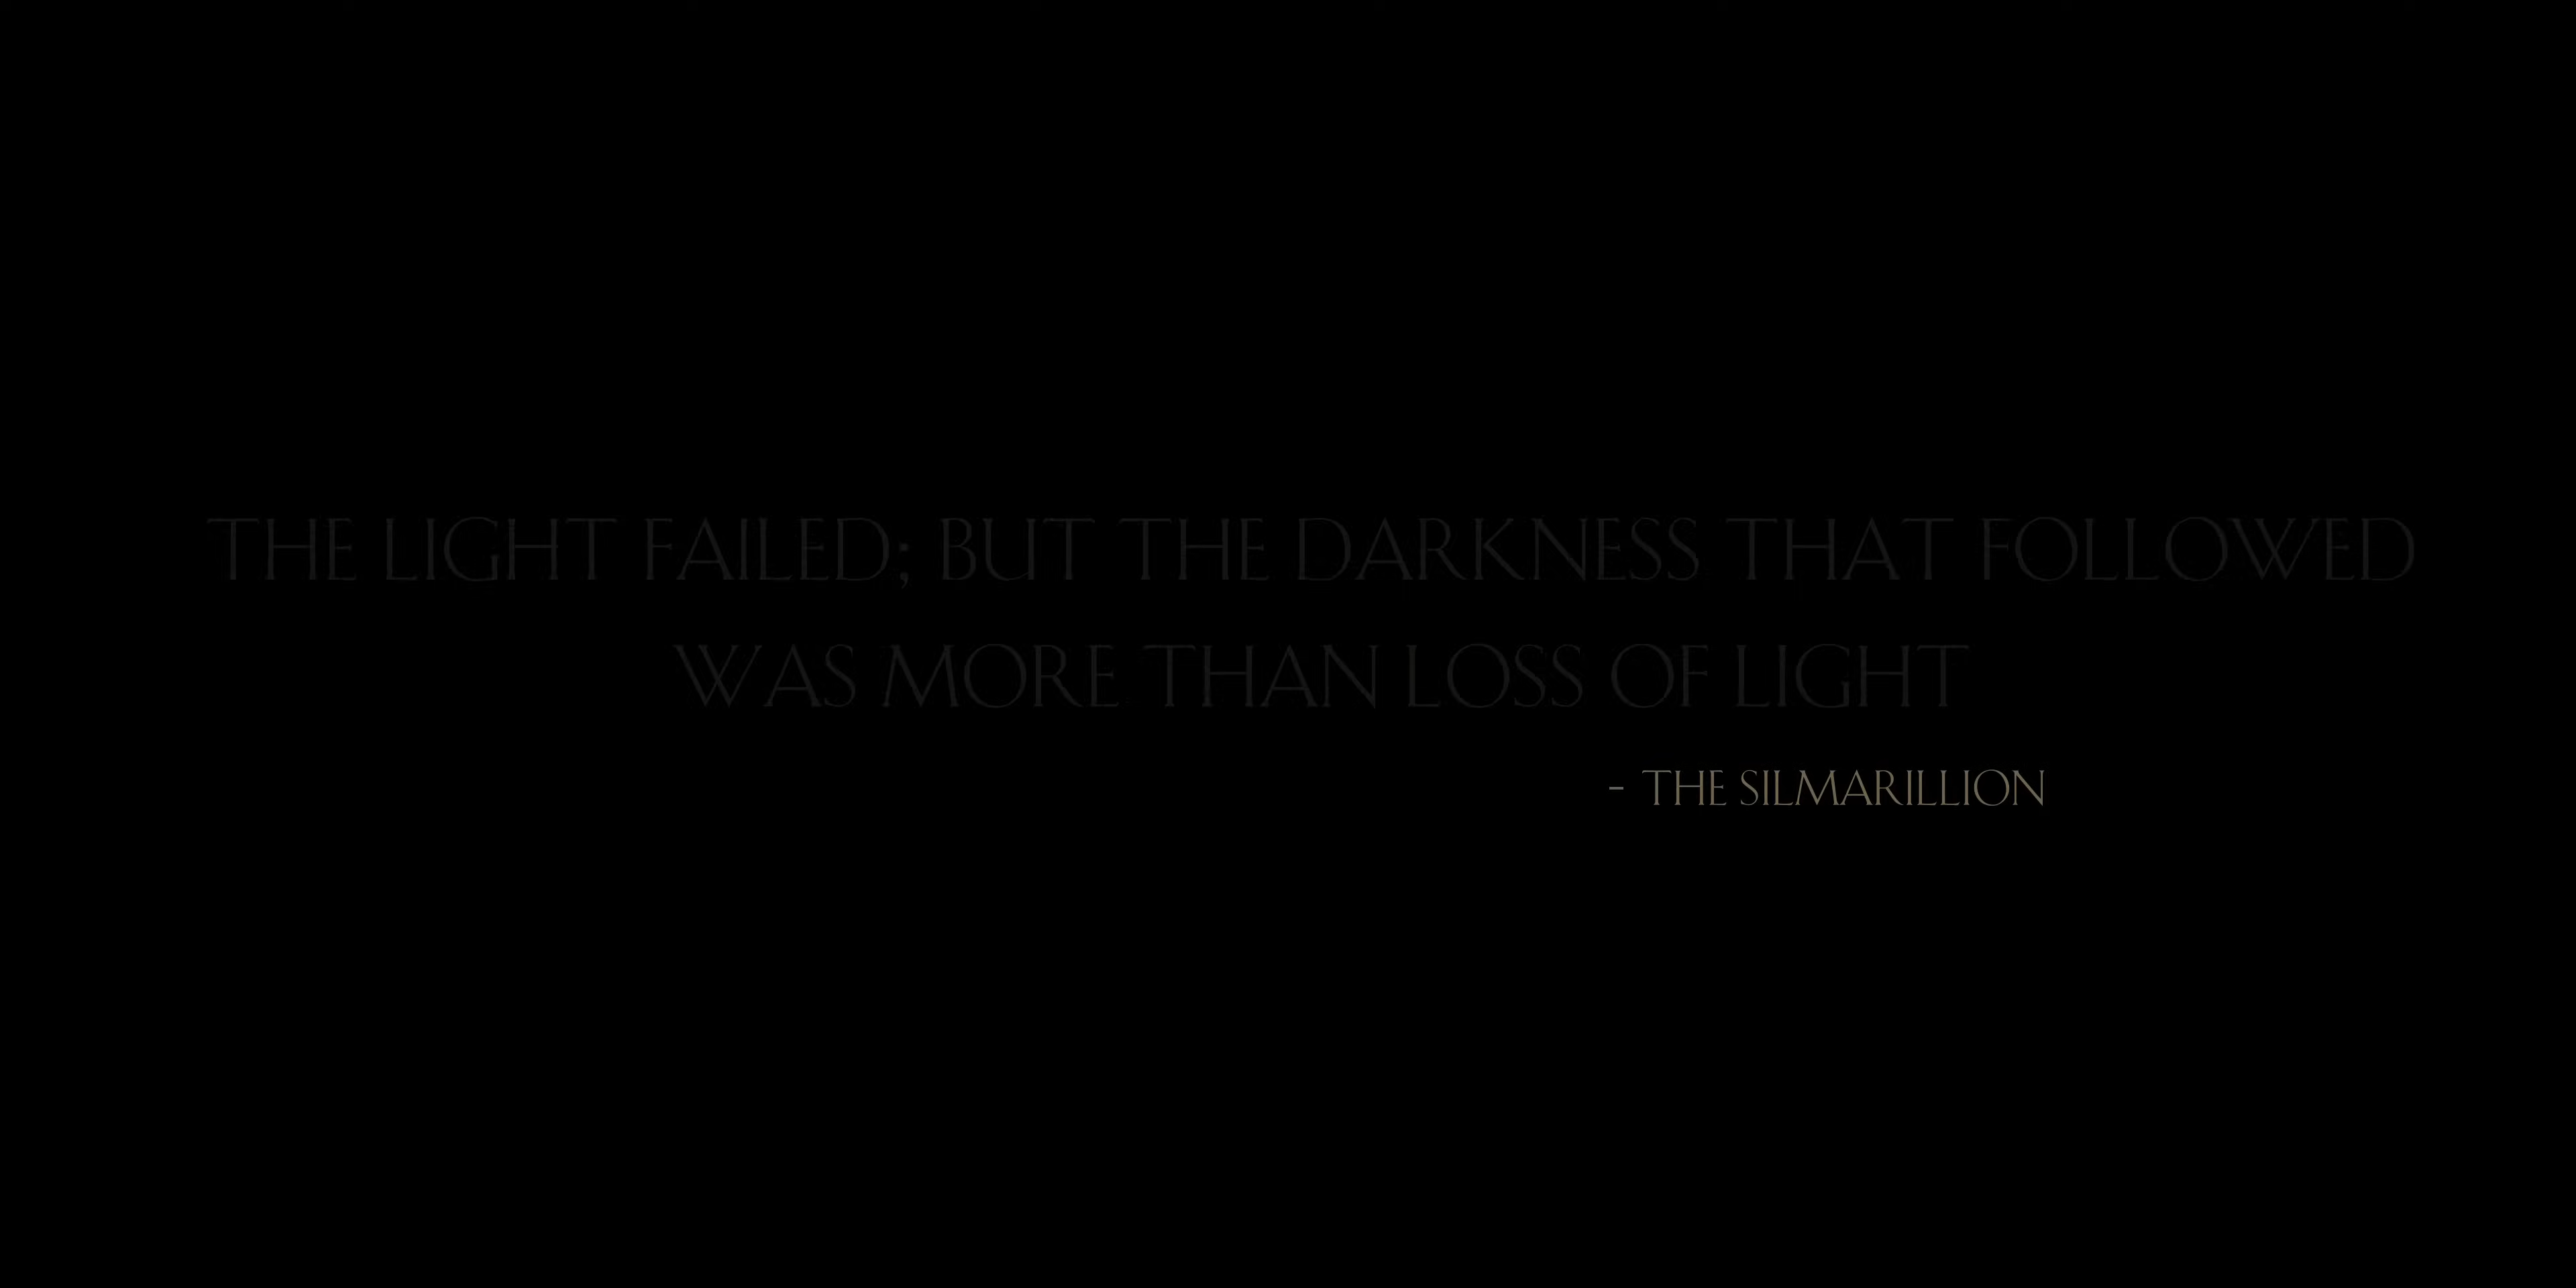 THE LIGHT FAILED; BUT THE DARKNESS THAT FOLLOWED
WAS MORE THAN LOSS OF LIGHT
- THE SILMARILLION